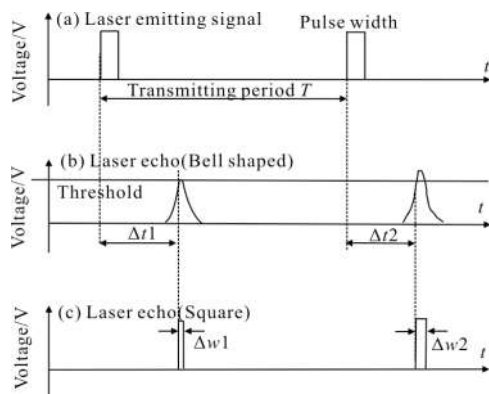 (a) Laser emitting signal
Pulse width
Voltage/V
t
Transmitting period T
(b) Laser echo(Bell shaped)
Voltage/V
Threshold
t
Δt1
Δt2
(c) Laser echo(Square)
Voltage/V
Δw1
Δw2
t